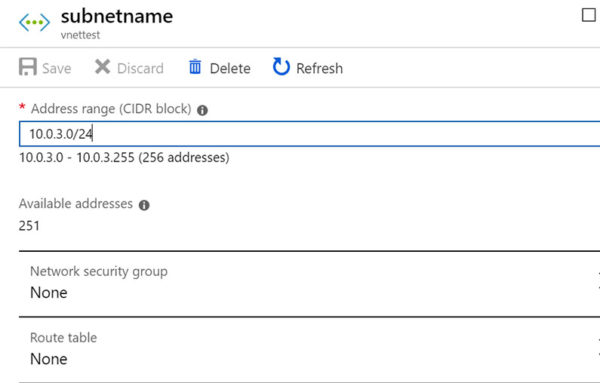 subnetname
vnettest
Save Discard Delete Refresh
* Address range (CIDR block)
10.0.3.0/24
10.0.3.0 - 10.0.3.255 (256 addresses)
Available addresses
251
Network security group
None
Route table
None